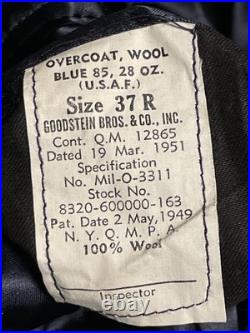 OVERCOAT, WOOL
BLUE 85, 28 OZ.
(U.S.A.F.)
Size 37 R
GOODSTEIN BROS. & CO., INC.
Cont. Q.M. 12865
Dated 19 Mar. 1951
Specification
No. Mil-O-3311
Stock No.
8320-600000-163
Pat. Date 2 May, 1949
N. Y. Q. M. P. A.
100% Wool
Inspector